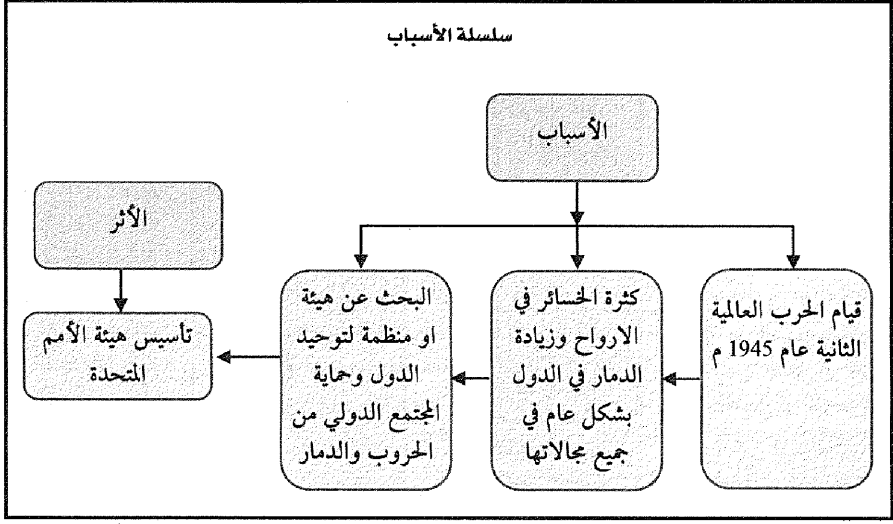 سلسلة الأسباب
الأسباب
الأثر
قيام الحرب العالمية
الثانية عام 1945 م
كثرة الخسائر في
الارواح وزيادة
الدمار في الدول
بشكل عام في
جميع مجالاتها
البحث عن هيئة
او منظمة لتوحيد
الدول وحماية
المجتمع الدولي من
الحروب والدمار
تأسيس هيئة الأمم
المتحدة